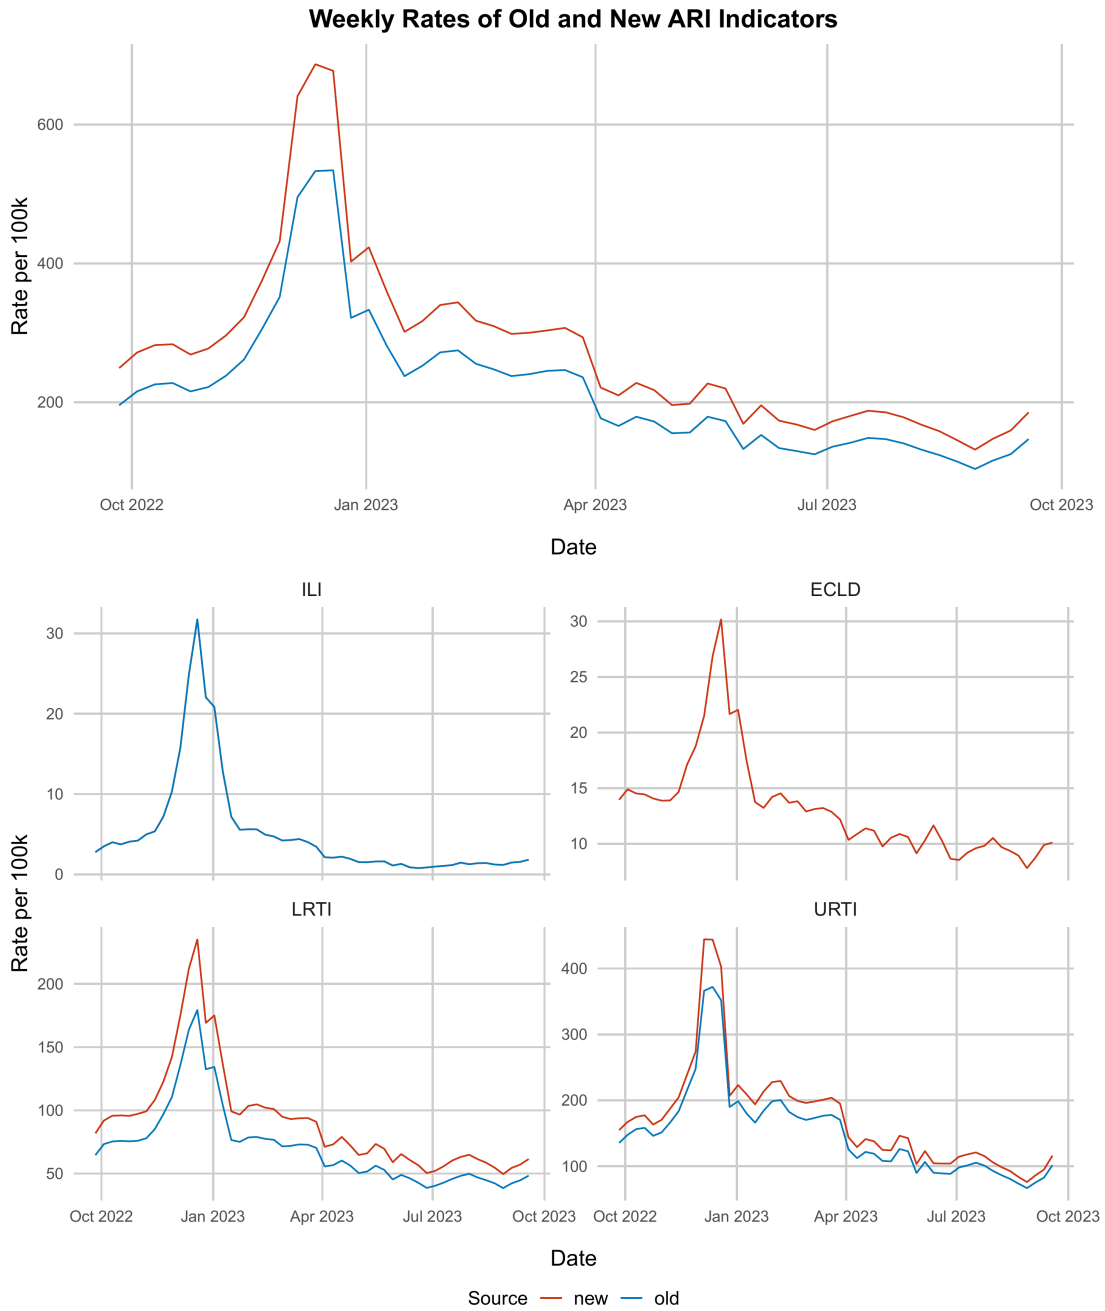 Weekly Rates of Old and New ARI Indicators
Rate per 100k
600
400
200
Oct 2022 Jan 2023 Apr 2023 Jul 2023 Oct 2023
Date
ILI ECLD
Rate per 100k
30
20
10
0
30
25
20
15
10
LRTI URTI
200
150
100
50
400
300
200
100
Oct 2022 Jan 2023 Apr 2023 Jul 2023 Oct 2023 Oct 2022 Jan 2023 Apr 2023 Jul 2023 Oct 2023
Date
Source new old